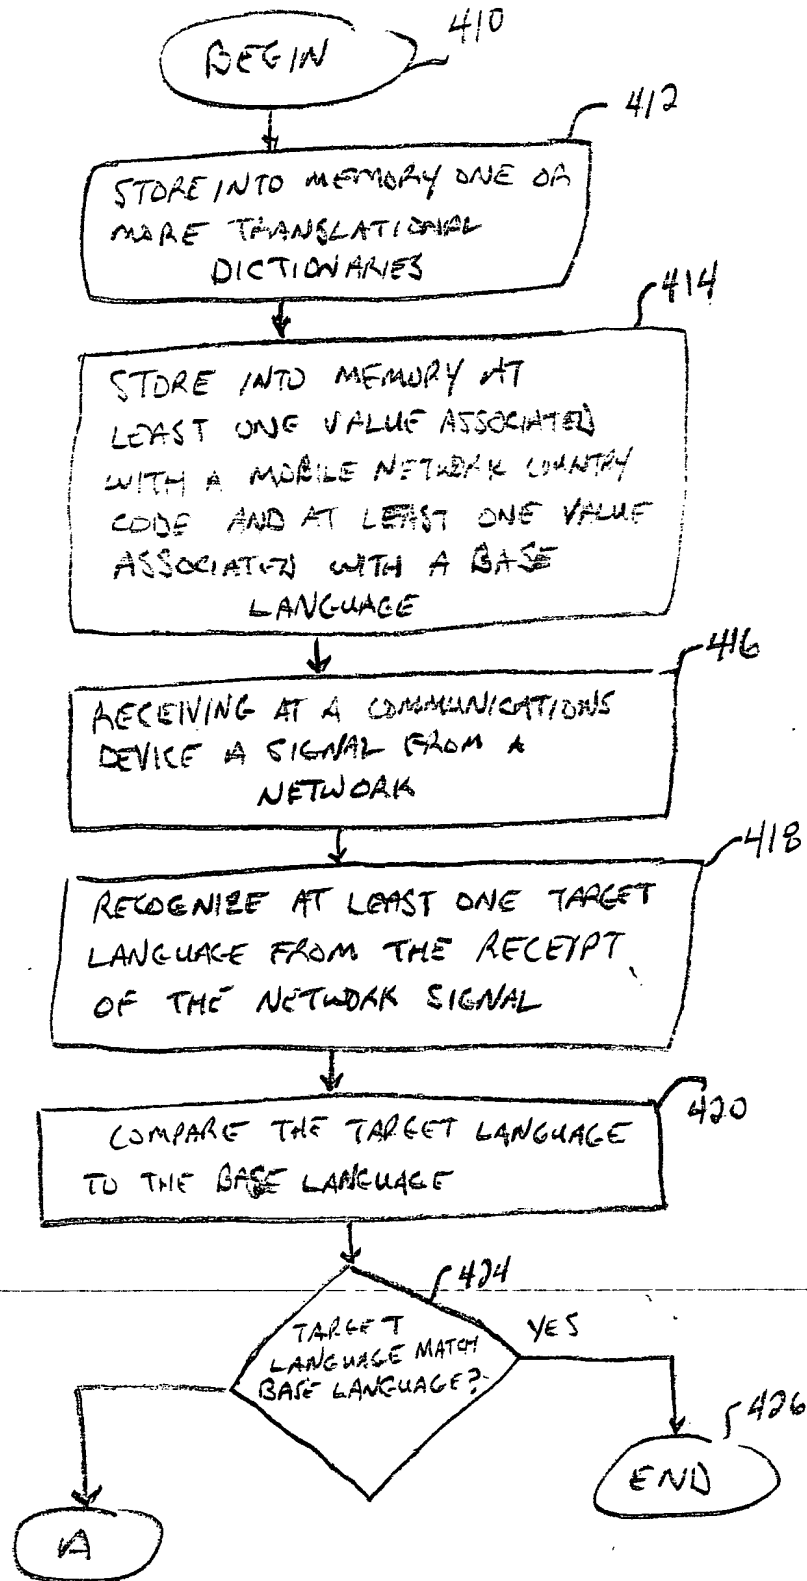 BEGIN
410
412
STORE INTO MEMORY ONE OR
MORE TRANSLATIONAL
DICTIONARIES
414
STORE INTO MEMORY AT
LEAST ONE VALUE ASSOCIATED
WITH A MOBILE NETWORK COUNTRY
CODE AND AT LEAST ONE VALUE
ASSOCIATED WITH A BASE
LANGUAGE
416
RECEIVING AT A COMMUNICATIONS
DEVICE A SIGNAL FROM A
NETWORK
418
RECOGNIZE AT LEAST ONE TARGET
LANGUAGE FROM THE RECEIPT
OF THE NETWORK SIGNAL
420
COMPARE THE TARGET LANGUAGE
TO THE BASE LANGUAGE
424
TARGET
LANGUAGE MATCH
BASE LANGUAGE?
YES
426
END
A